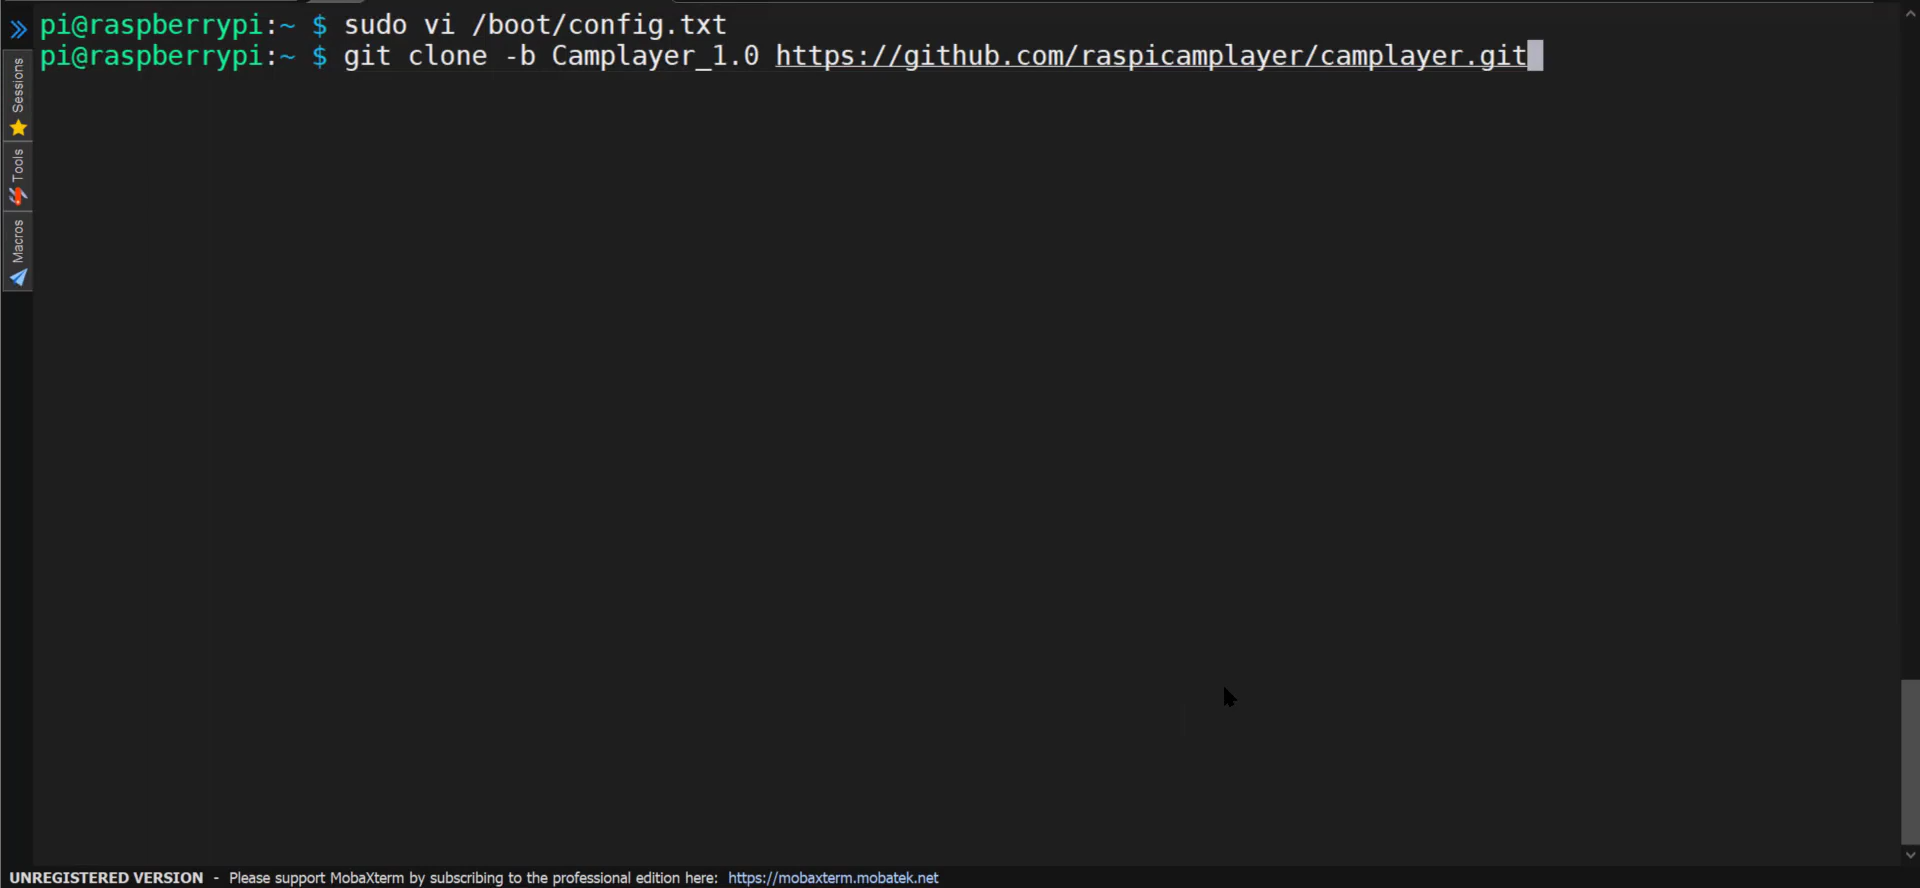 pi@raspberrypi:~ $ sudo vi /boot/config.txt
pi@raspberrypi:~ $ git clone -b Camplayer_1.0 https://github.com/raspicamplayer/camplayer.git
Sessions
Tools
Macros
UNREGISTERED VERSION - Please support MobaXterm by subscribing to the professional edition here: https://mobaxterm.mobatek.net